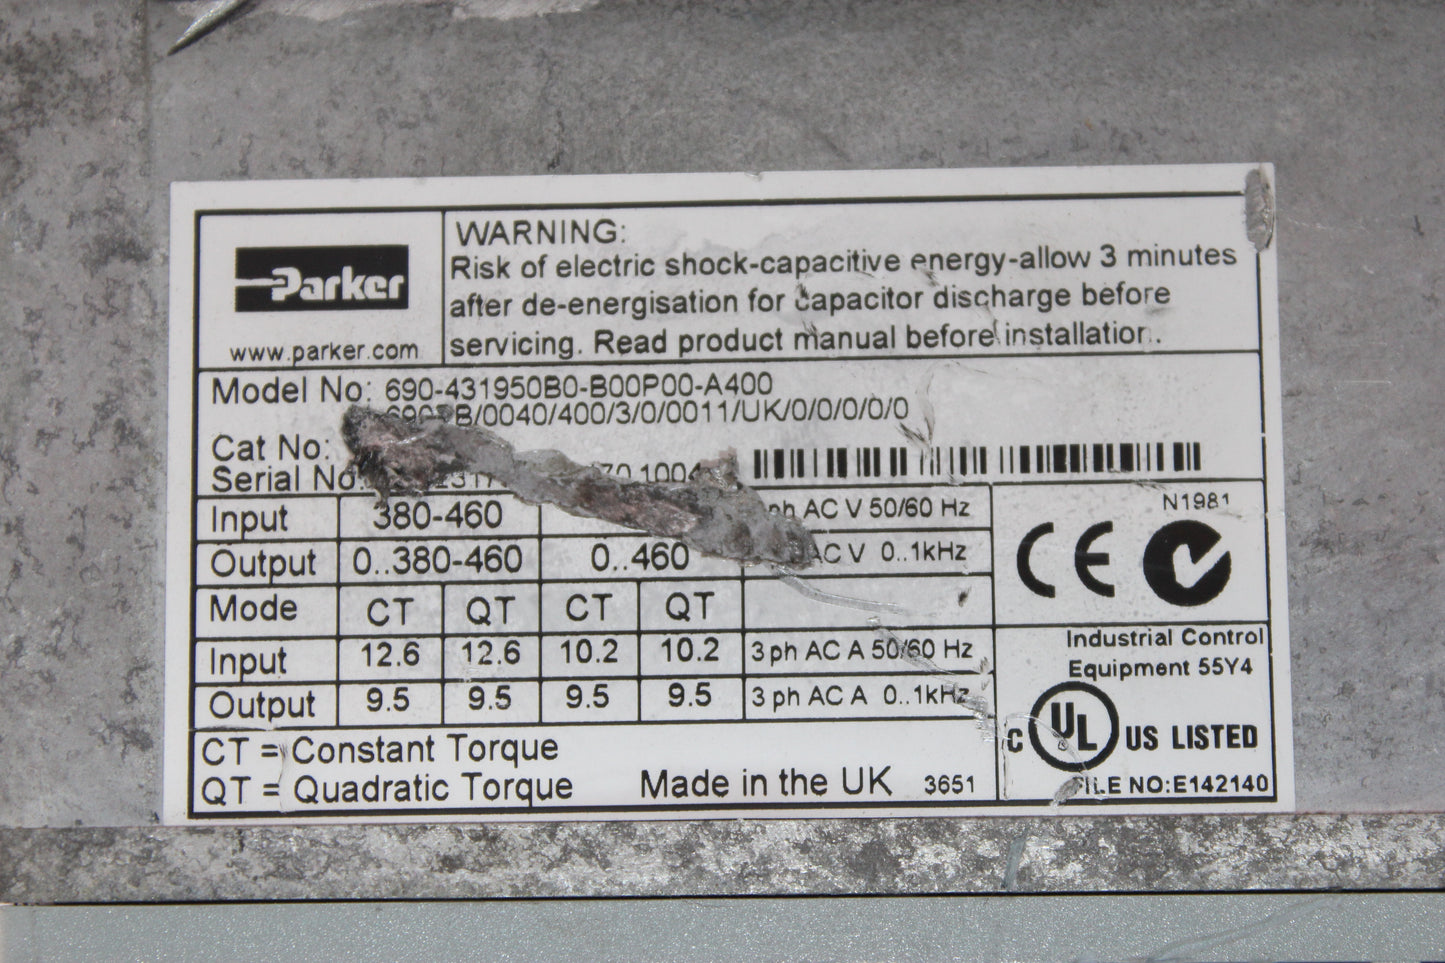 Parker
www.parker.com
WARNING:
Risk of electric shock-capacitive energy-allow 3 minutes
after de-energisation for capacitor discharge before
servicing. Read product manual before installation.
Model No: 690-431950B0-B00P00-A400
B/0040/400/3/0/0011/UK/0/0/0/0/0
Cat No:
Serial No:
Input 380-460 ph AC V 50/60 Hz
Output 0..380-460 0..460 AC V 0..1kHz
Mode CT QT CT QT
Input 12.6 12.6 10.2 10.2 3 ph AC A 50/60 Hz
Output 9.5 9.5 9.5 9.5 3 ph AC A 0..1kHz
CT = Constant Torque
QT = Quadratic Torque Made in the UK 3651
N1981
CE
Industrial Control
Equipment 55Y4
C UL US LISTED
FILE NO:E142140